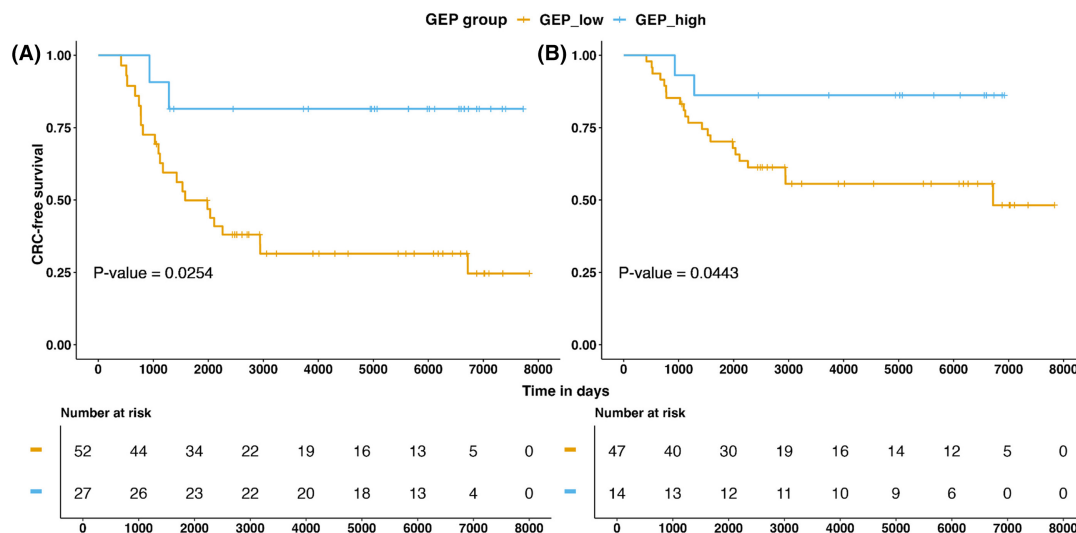 GEP group GEP_low GEP_high
(A) (B)
CRC-free survival
1.00 1.00
0.75 0.75
0.50 0.50
0.25 0.25
0.00 0.00
P-value = 0.0254 P-value = 0.0443
0 1000 2000 3000 4000 5000 6000 7000 8000 0 1000 2000 3000 4000 5000 6000 7000 8000
Time in days
Number at risk Number at risk
52 44 34 22 19 16 13 5 0 47 40 30 19 16 14 12 5 0
27 26 23 22 20 18 13 4 0 14 13 12 11 10 9 6 0 0
0 1000 2000 3000 4000 5000 6000 7000 8000 0 1000 2000 3000 4000 5000 6000 7000 8000